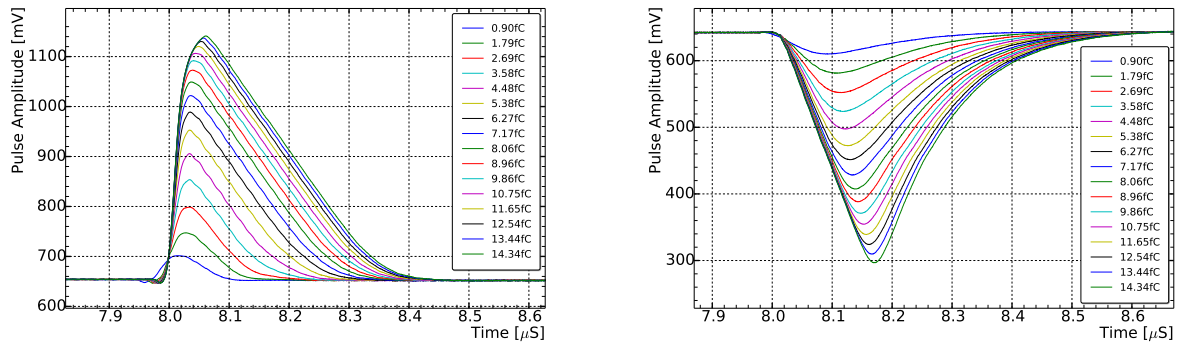 Pulse Amplitude [mV]
1100
1000
900
800
700
600
7.9
8.0
8.1
8.2
8.3
8.4
8.5
8.6
Time [μS]
0.90fC
1.79fC
2.69fC
3.58fC
4.48fC
5.38fC
6.27fC
7.17fC
8.06fC
8.96fC
9.86fC
10.75fC
11.65fC
12.54fC
13.44fC
14.34fC
Pulse Amplitude [mV]
600
500
400
300
7.9
8.0
8.1
8.2
8.3
8.4
8.5
8.6
Time [μS]
0.90fC
1.79fC
2.69fC
3.58fC
4.48fC
5.38fC
6.27fC
7.17fC
8.06fC
8.96fC
9.86fC
10.75fC
11.65fC
12.54fC
13.44fC
14.34fC